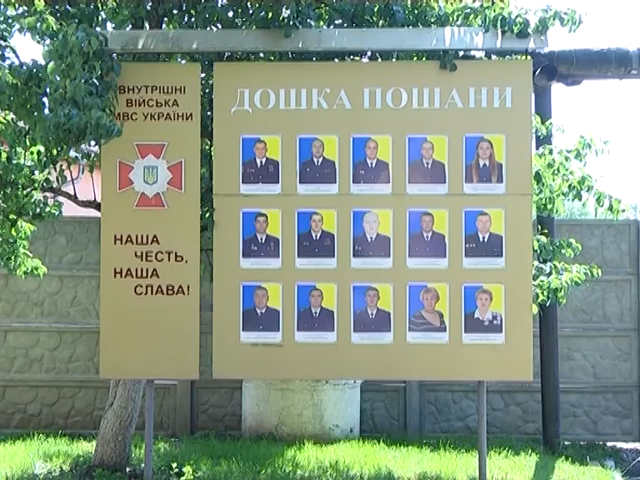 ВНУТРІШНІ
ВІЙСЬКА
МВС УКРАЇНИ
НАША
ЧЕСТЬ,
НАША
СЛАВА!
ДОШКА ПОШАНИ